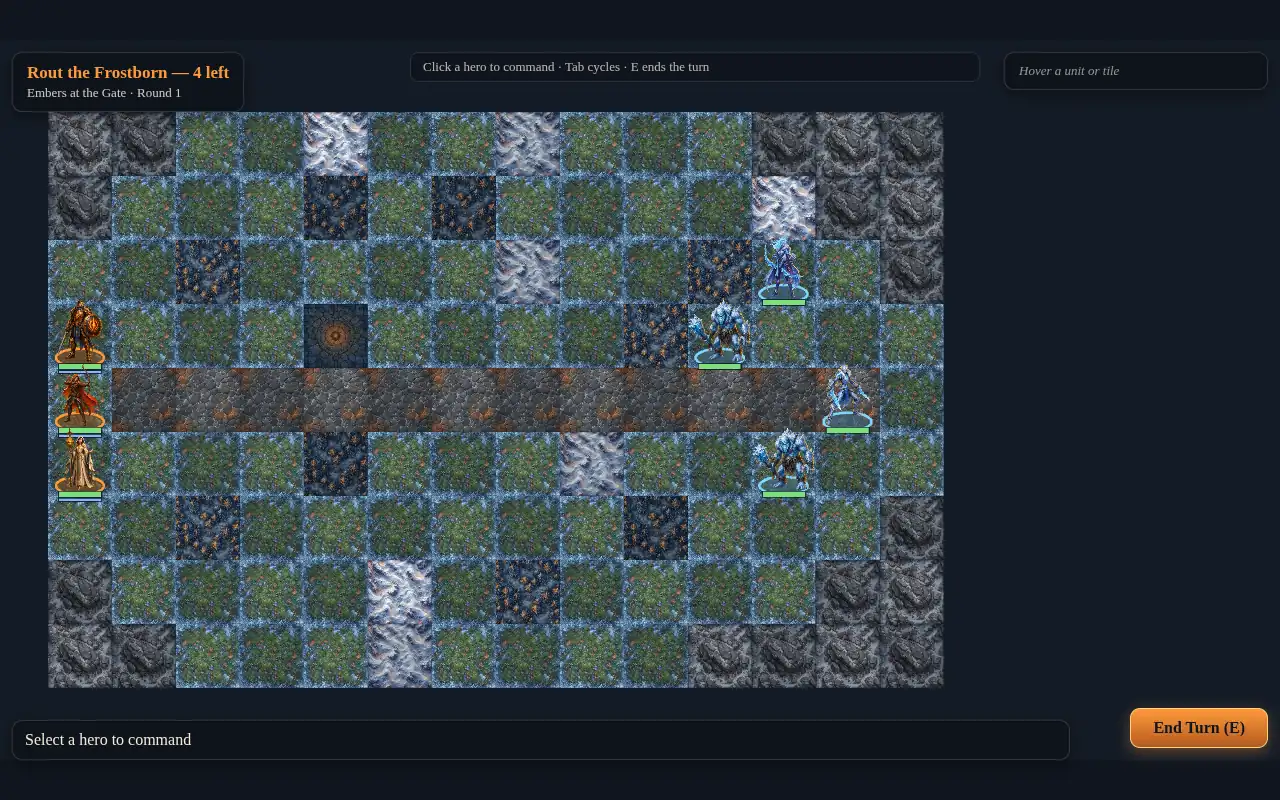 Rout the Frostborn — 4 left
Embers at the Gate · Round 1
Click a hero to command · Tab cycles · E ends the turn
Hover a unit or tile
Select a hero to command
End Turn (E)